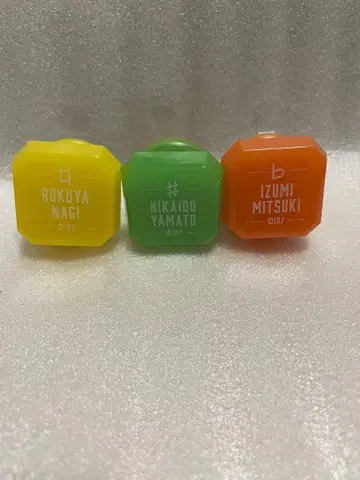 ROKUYA
NAGI
#
NIKAIDO
YAMATO
b
IZUMI
MITSUKI